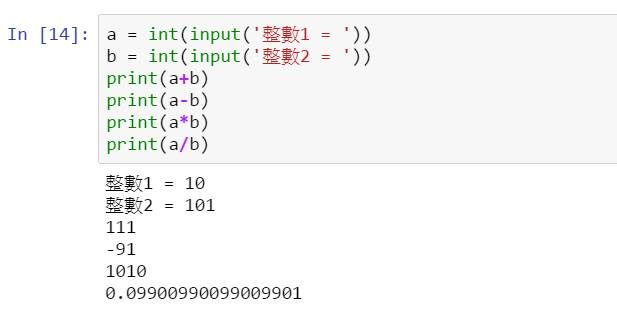 In [14]: a = int(input('整數1 = '))
b = int(input('整數2 = '))
print(a+b)
print(a-b)
print(a*b)
print(a/b)
整數1 = 10
整數2 = 101
111
-91
1010
0.09900990099009901